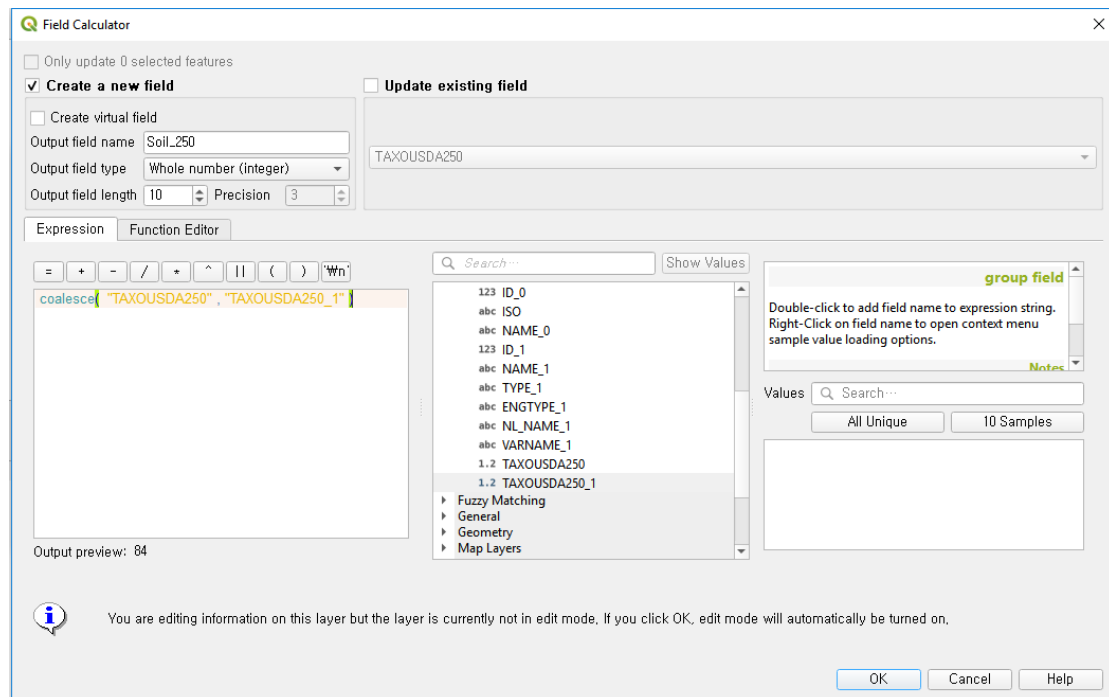 Field Calculator
Only update 0 selected features
Create a new field
Update existing field
Create virtual field
Output field name Soil_250
Output field type Whole number (integer)
Output field length 10 Precision 3
TAXOUSDA250
Expression Function Editor
= + - / * ^ || ( ) '₩n'
Search… Show Values
coalesce( "TAXOUSDA250" , "TAXOUSDA250_1" )
123 ID_0
abc ISO
abc NAME_0
123 ID_1
abc NAME_1
abc TYPE_1
abc ENGTYPE_1
abc NL_NAME_1
abc VARNAME_1
1.2 TAXOUSDA250
1.2 TAXOUSDA250_1
Fuzzy Matching
General
Geometry
Map Layers
group field
Double-click to add field name to expression string.
Right-Click on field name to open context menu
sample value loading options.
Notes
Values Search…
All Unique 10 Samples
Output preview: 84
You are editing information on this layer but the layer is currently not in edit mode, If you click OK, edit mode will automatically be turned on,
OK Cancel Help